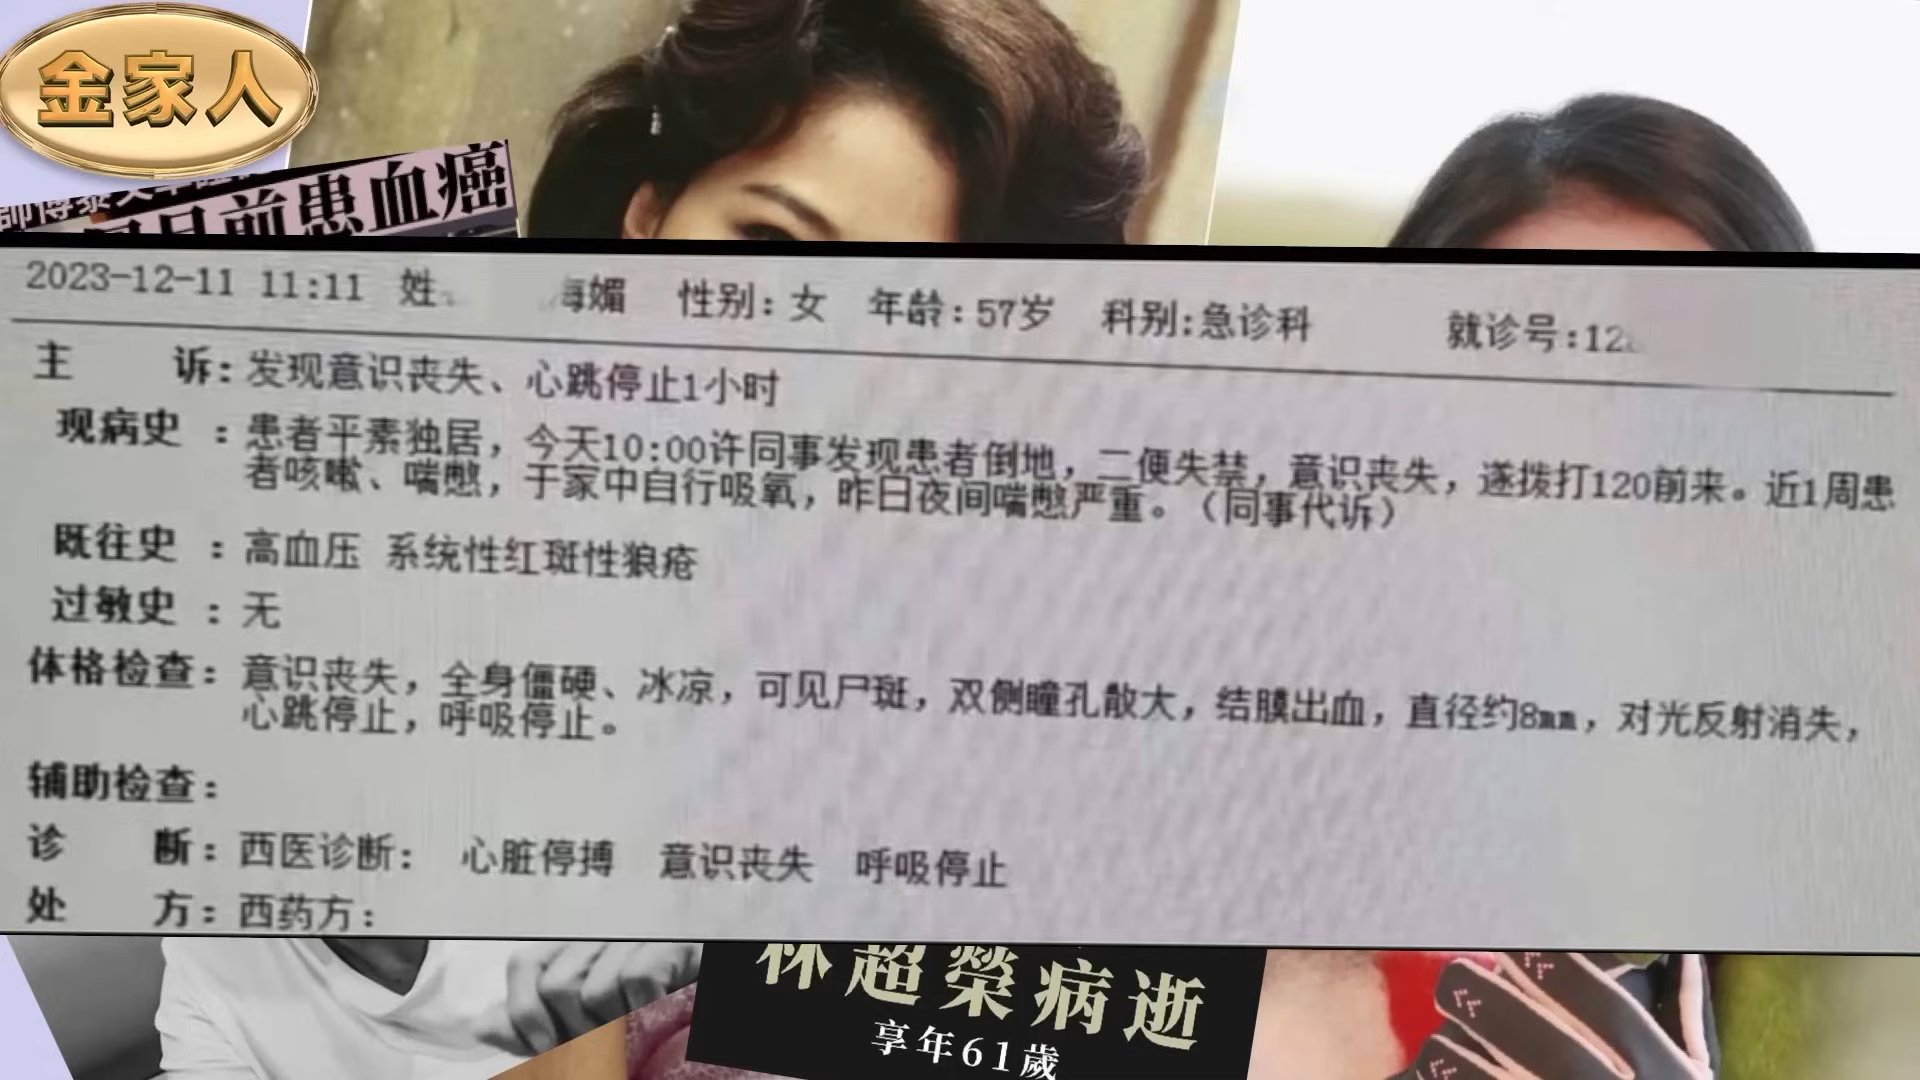 金家人
月前患血癌
2023-12-11 11:11 姓 海媚 性别：女 年龄：57岁 科别:急诊科 就诊号:12
主 诉：发现意识丧失、心跳停止1小时
现病史 ：患者平素独居，今天10:00许同事发现患者倒地，二便失禁，意识丧失，遂拨打120前来。近1周患
者咳嗽、喘憋，于家中自行吸氧，昨日夜间喘憋严重。（同事代诉）
既往史 ：高血压 系统性红斑性狼疮
过敏史 ：无
体格检查：意识丧失，全身僵硬、冰凉，可见尸斑，双侧瞳孔散大，结膜出血，直径约8mm，对光反射消失，
心跳停止，呼吸停止。
辅助检查：
诊 断：西医诊断： 心脏停搏 意识丧失 呼吸停止
处 方：西药方：
林超榮病逝
享年61歲